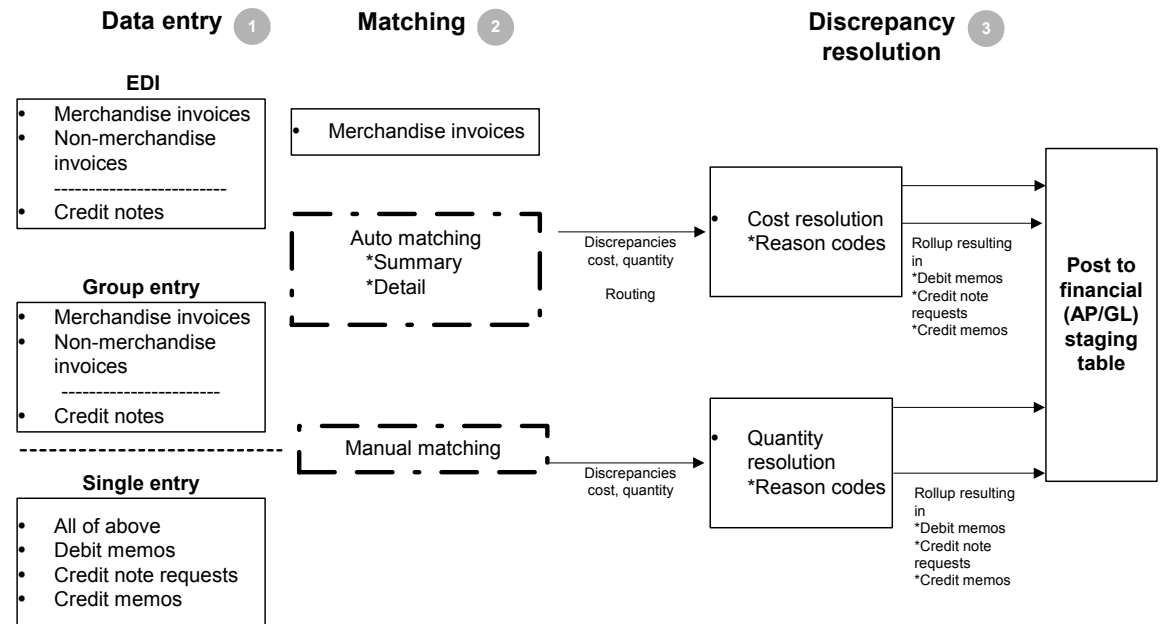 Data entry 1
Matching 2
Discrepancy 3
resolution
EDI
• Merchandise invoices
• Non-merchandise
invoices
-------------------------
• Credit notes
Group entry
• Merchandise invoices
• Non-merchandise
invoices
-----------------------
• Credit notes
Single entry
• All of above
• Debit memos
• Credit note requests
• Credit memos
• Merchandise invoices
Auto matching
*Summary
*Detail
Manual matching
Discrepancies
cost, quantity
Routing
Discrepancies
cost, quantity
• Cost resolution
*Reason codes
• Quantity
resolution
*Reason codes
Rollup resulting
in
*Debit memos
*Credit note
requests
*Credit memos
Rollup resulting
in
*Debit memos
*Credit note
requests
*Credit memos
Post to
financial
(AP/GL)
staging
table